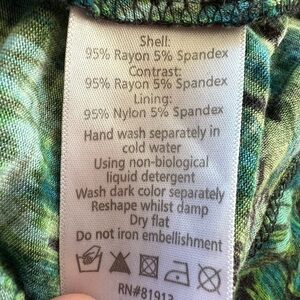 Shell:
95% Rayon 5% Spandex
Contrast:
95% Rayon 5% Spandex
Lining:
95% Nylon 5% Spandex
Hand wash separately in
cold water
Using non-biological
liquid detergent
Wash dark color separately
Reshape whilst damp
Dry flat
Do not iron embellishment
RN#81913